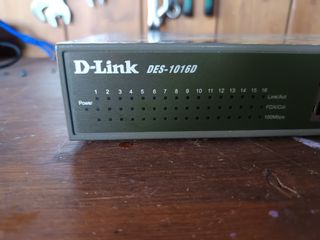 D-Link DES-1016D
1 2 3 4 5 6 7 8 9 10 11 12 13 14 15 16
Power
Link/Act
FDX/Col
100Mbps